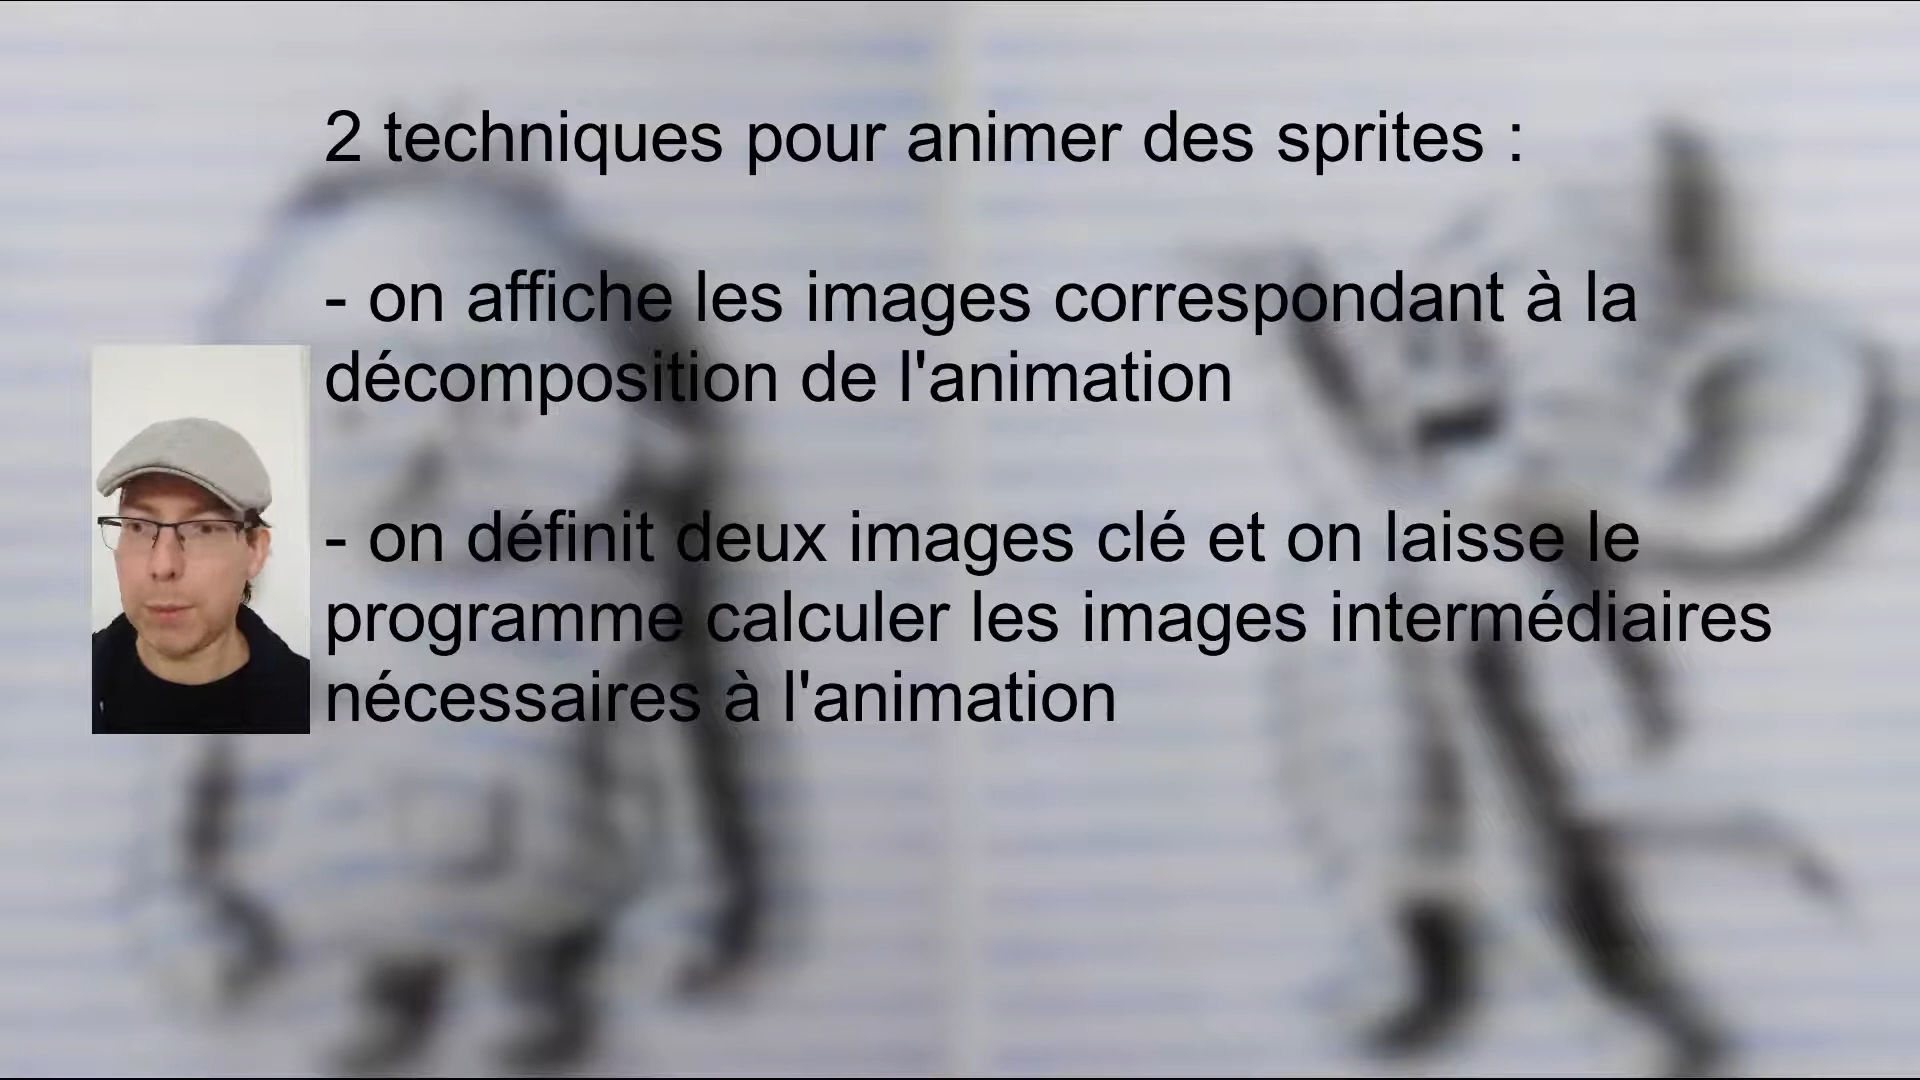 2 techniques pour animer des sprites :
- on affiche les images correspondant à la
décomposition de l'animation
- on définit deux images clé et on laisse le
programme calculer les images intermédiaires
nécessaires à l'animation